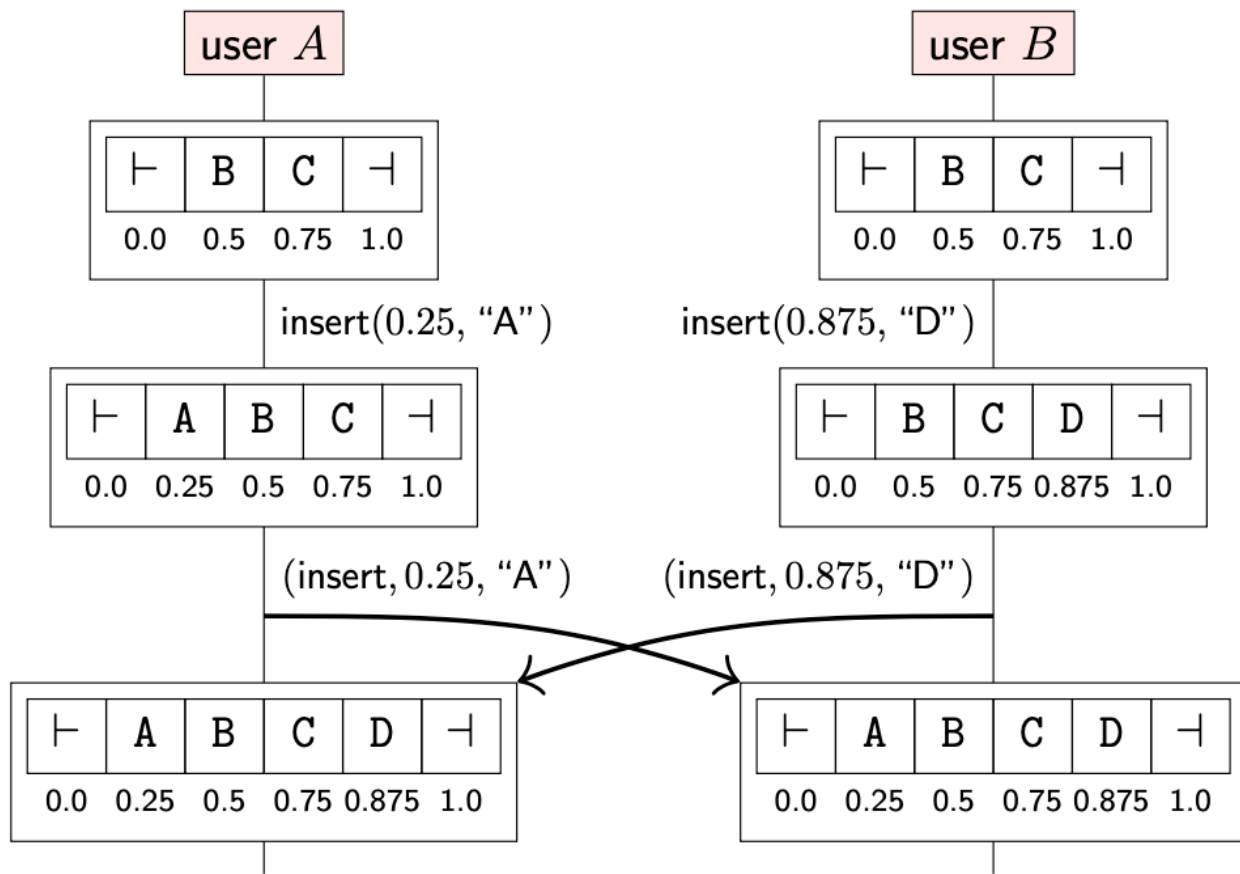 user A user B
⊢ B C ⊣ ⊢ B C ⊣
0.0 0.5 0.75 1.0 0.0 0.5 0.75 1.0
insert(0.25, “A”) insert(0.875, “D”)
⊢ A B C ⊣ ⊢ B C D ⊣
0.0 0.25 0.5 0.75 1.0 0.0 0.5 0.75 0.875 1.0
(insert, 0.25, “A”) (insert, 0.875, “D”)
⊢ A B C D ⊣ ⊢ A B C D ⊣
0.0 0.25 0.5 0.75 0.875 1.0 0.0 0.25 0.5 0.75 0.875 1.0